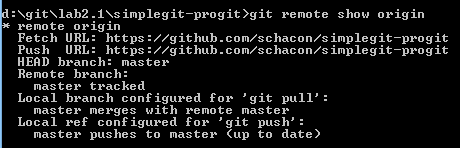 d:\git\lab2.1\simplegit-progit>git remote show origin
* remote origin
  Fetch URL: https://github.com/schacon/simplegit-progit
  Push  URL: https://github.com/schacon/simplegit-progit
  HEAD branch: master
  Remote branch:
    master tracked
  Local branch configured for 'git pull':
    master merges with remote master
  Local ref configured for 'git push':
    master pushes to master (up to date)